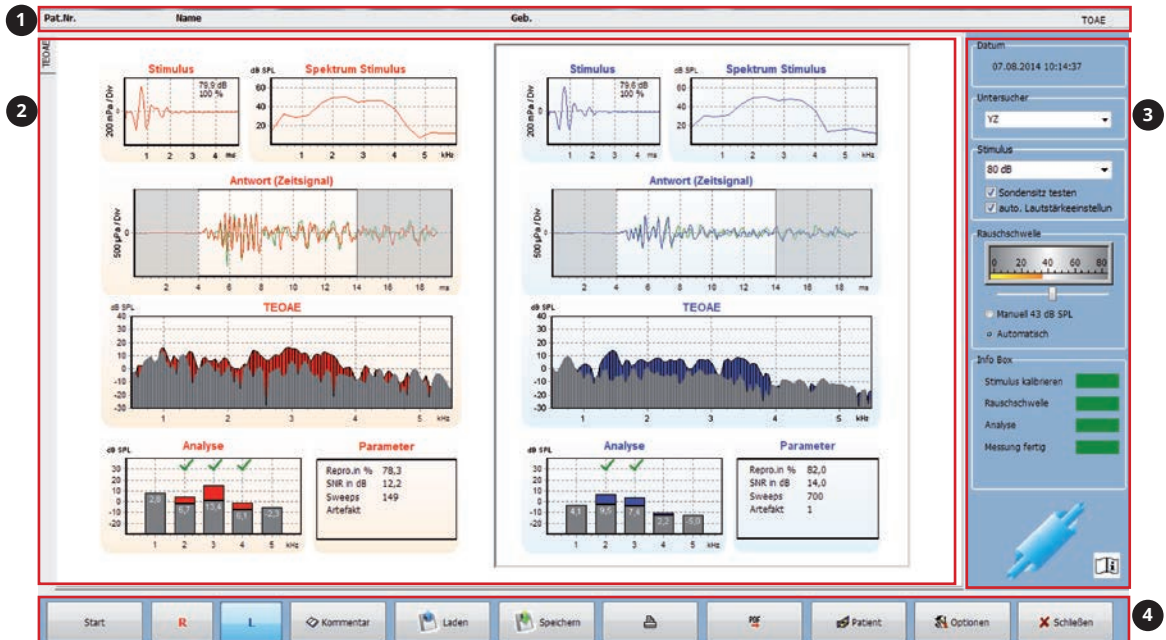 1
Pat.Nr. Name Geb. TOAE
2
TEOAE
Stimulus
79,9 dB
100 %
200 mPa / Div
0
1 2 3 4 ms
dB SPL
Spektrum Stimulus
60
40
20
1 2 3 4 5 kHz
Antwort (Zeitsignal)
500 µPa / Div
0
2 4 6 8 10 12 14 16 18 ms
dB SPL
TEOAE
40
30
20
10
0
-10
-20
-30
1 2 3 4 5 kHz
dB SPL
Analyse
30
20
10
0
-10
-20
2,0 6,7 13,4 6,1 -2,3
1 2 3 4 5 kHz
Parameter
Repro.in % 78,3
SNR in dB 12,2
Sweeps 149
Artefakt
Stimulus
79,6 dB
100 %
200 mPa / Div
0
1 2 3 4 ms
dB SPL
Spektrum Stimulus
60
40
20
1 2 3 4 5 kHz
Antwort (Zeitsignal)
500 µPa / Div
0
2 4 6 8 10 12 14 16 18 ms
dB SPL
TEOAE
40
30
20
10
0
-10
-20
-30
1 2 3 4 5 kHz
dB SPL
Analyse
30
20
10
0
-10
-20
4,1 9,5 7,4 2,2 -5,0
1 2 3 4 5 kHz
Parameter
Repro.in % 82,0
SNR in dB 14,0
Sweeps 700
Artefakt 1
3
Datum
07.08.2014 10:14:37
Untersucher
YZ
Stimulus
80 dB
Sondensitz testen
auto. Lautstärkeeinstellun
Rauschschwelle
0 20 40 60 80
Manuell 43 dB SPL
Automatisch
Info Box
Stimulus kalibrieren
Rauschschwelle
Analyse
Messung fertig
i
4
Start R L Kommentar Laden Speichern PDF Patient Optionen Schließen